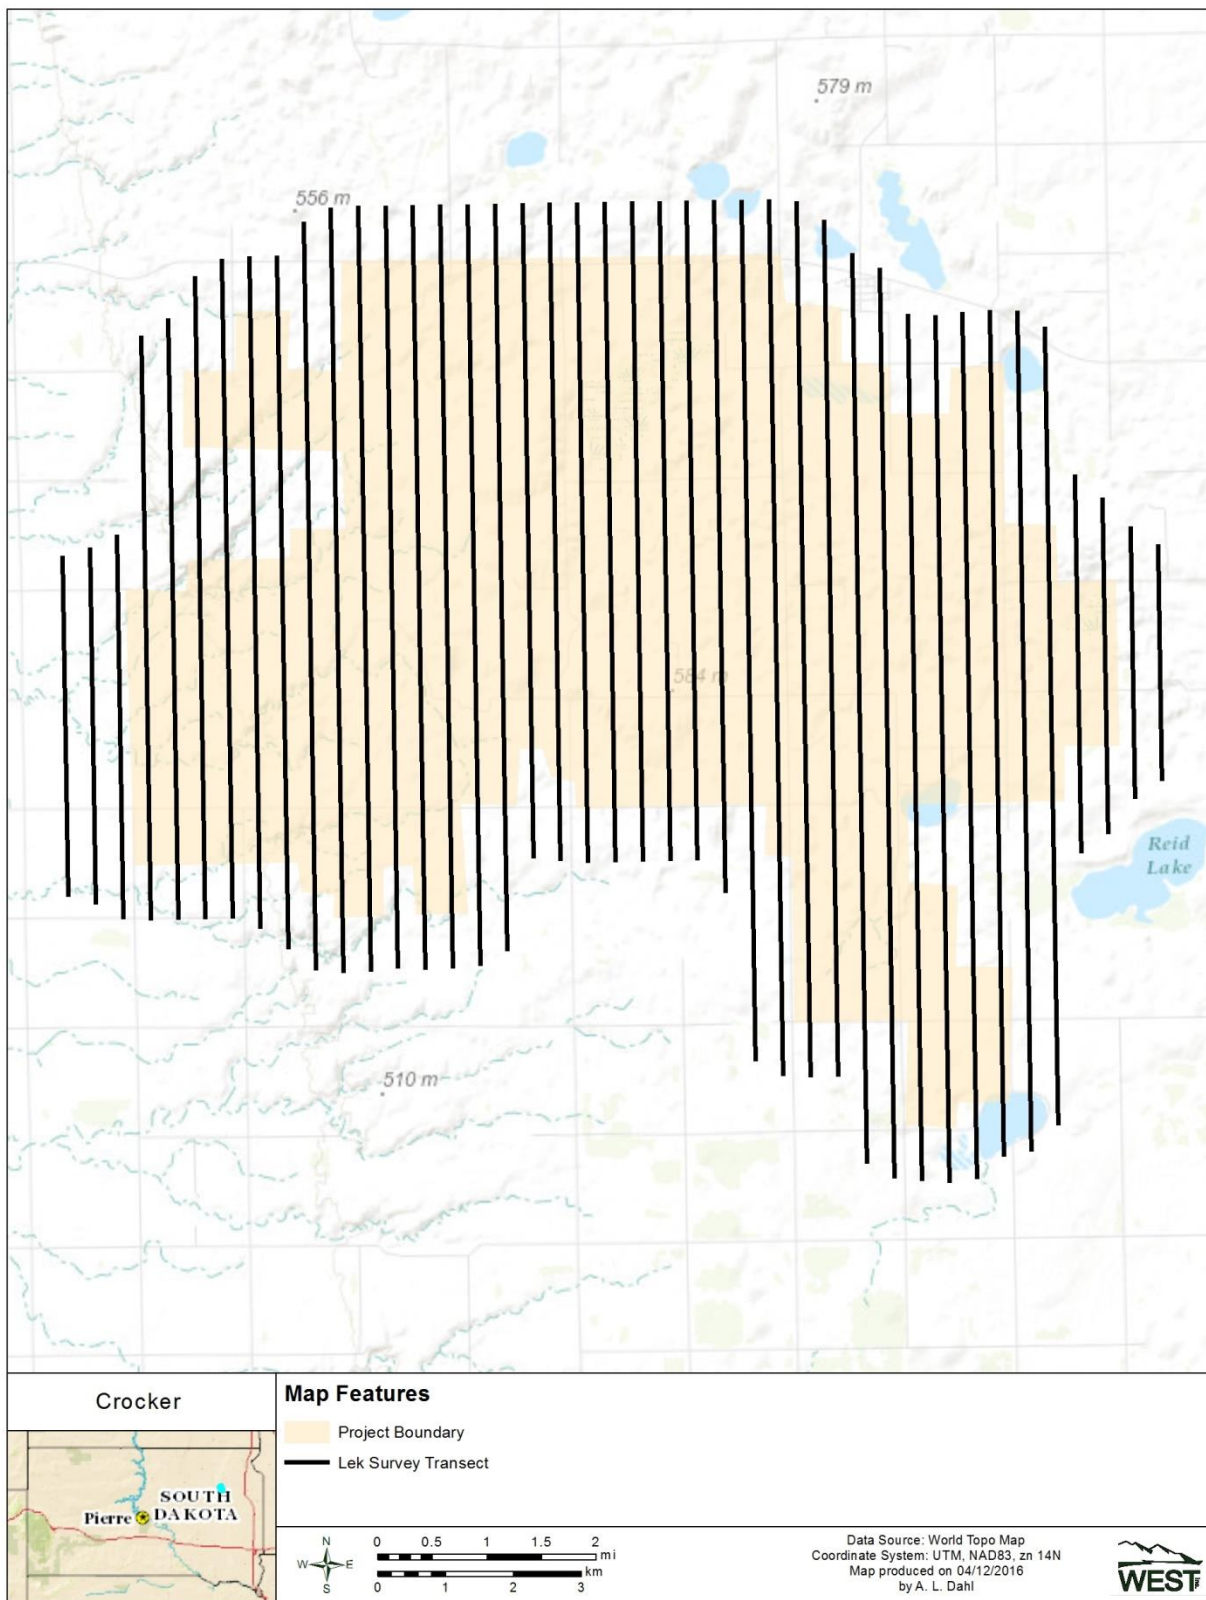 579 m
556 m
584 m
Reid
Lake
510 m
Crocker
Pierre
SOUTH
DAKOTA
Map Features
Project Boundary
Lek Survey Transect
N
W E
S
0 0.5 1 1.5 2
mi
km
0 1 2 3
Data Source: World Topo Map
Coordinate System: UTM, NAD83, zn 14N
Map produced on 04/12/2016
by A. L. Dahl
WEST